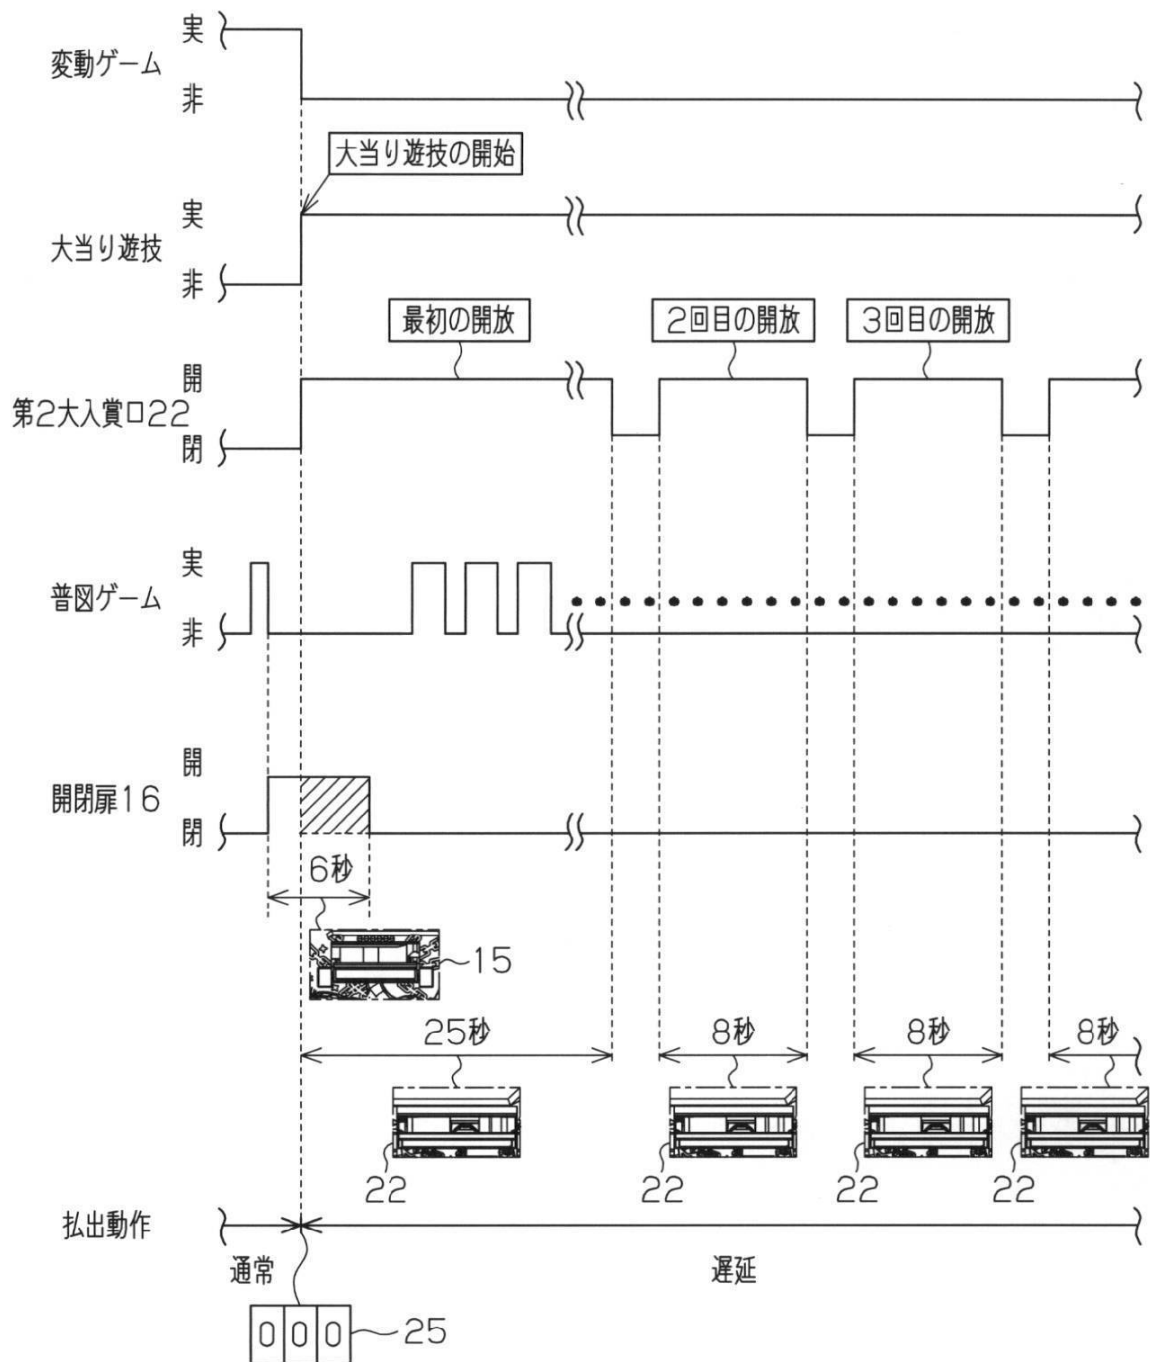 実
変動ゲーム
非
大当り遊技の開始
実
大当り遊技
非
最初の開放
2回目の開放
3回目の開放
開
第2大入賞口22
閉
実
普図ゲーム
非
開
開閉扉16
閉
6秒
15
25秒
8秒
8秒
8秒
22
22
22
22
払出動作
通常
遅延
0 0 0
25